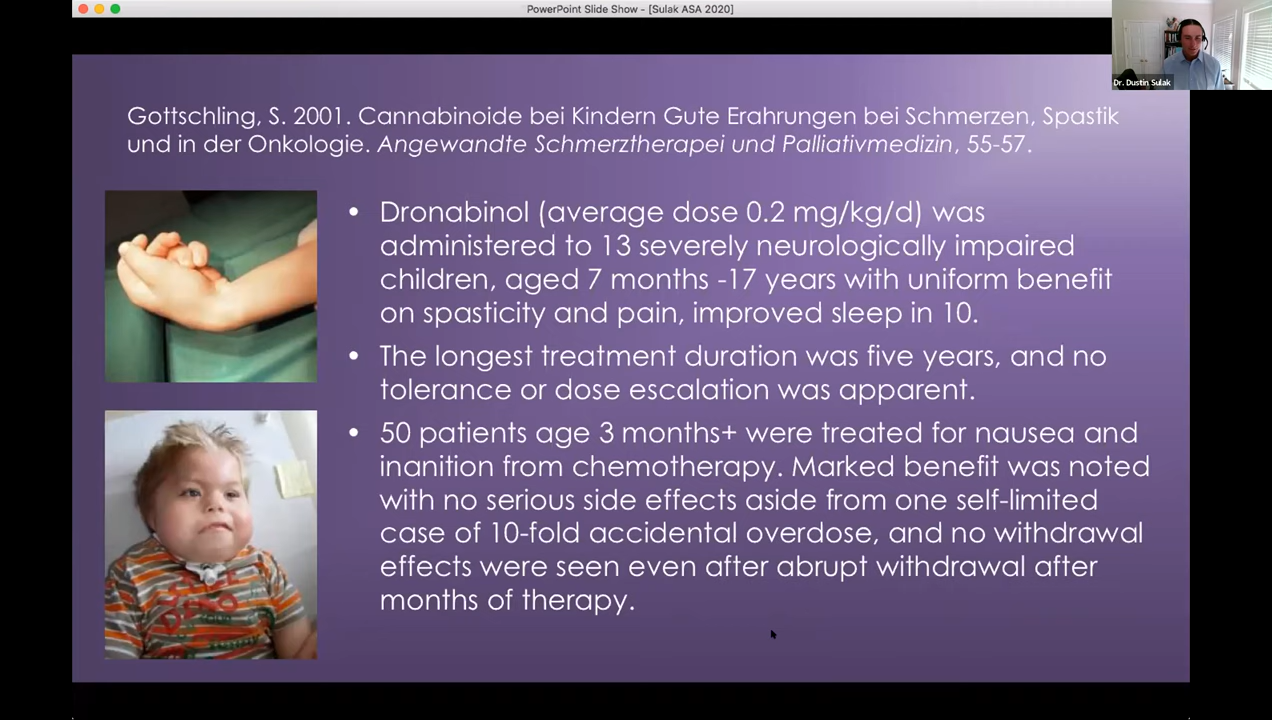 PowerPoint Slide Show - [Sulak ASA 2020]
Dr. Dustin Sulak
Gottschling, S. 2001. Cannabinoide bei Kindern Gute Erahrungen bei Schmerzen, Spastik
und in der Onkologie. Angewandte Schmerztherapei und Palliativmedizin, 55-57.
• Dronabinol (average dose 0.2 mg/kg/d) was
administered to 13 severely neurologically impaired
children, aged 7 months -17 years with uniform benefit
on spasticity and pain, improved sleep in 10.
• The longest treatment duration was five years, and no
tolerance or dose escalation was apparent.
• 50 patients age 3 months+ were treated for nausea and
inanition from chemotherapy. Marked benefit was noted
with no serious side effects aside from one self-limited
case of 10-fold accidental overdose, and no withdrawal
effects were seen even after abrupt withdrawal after
months of therapy.